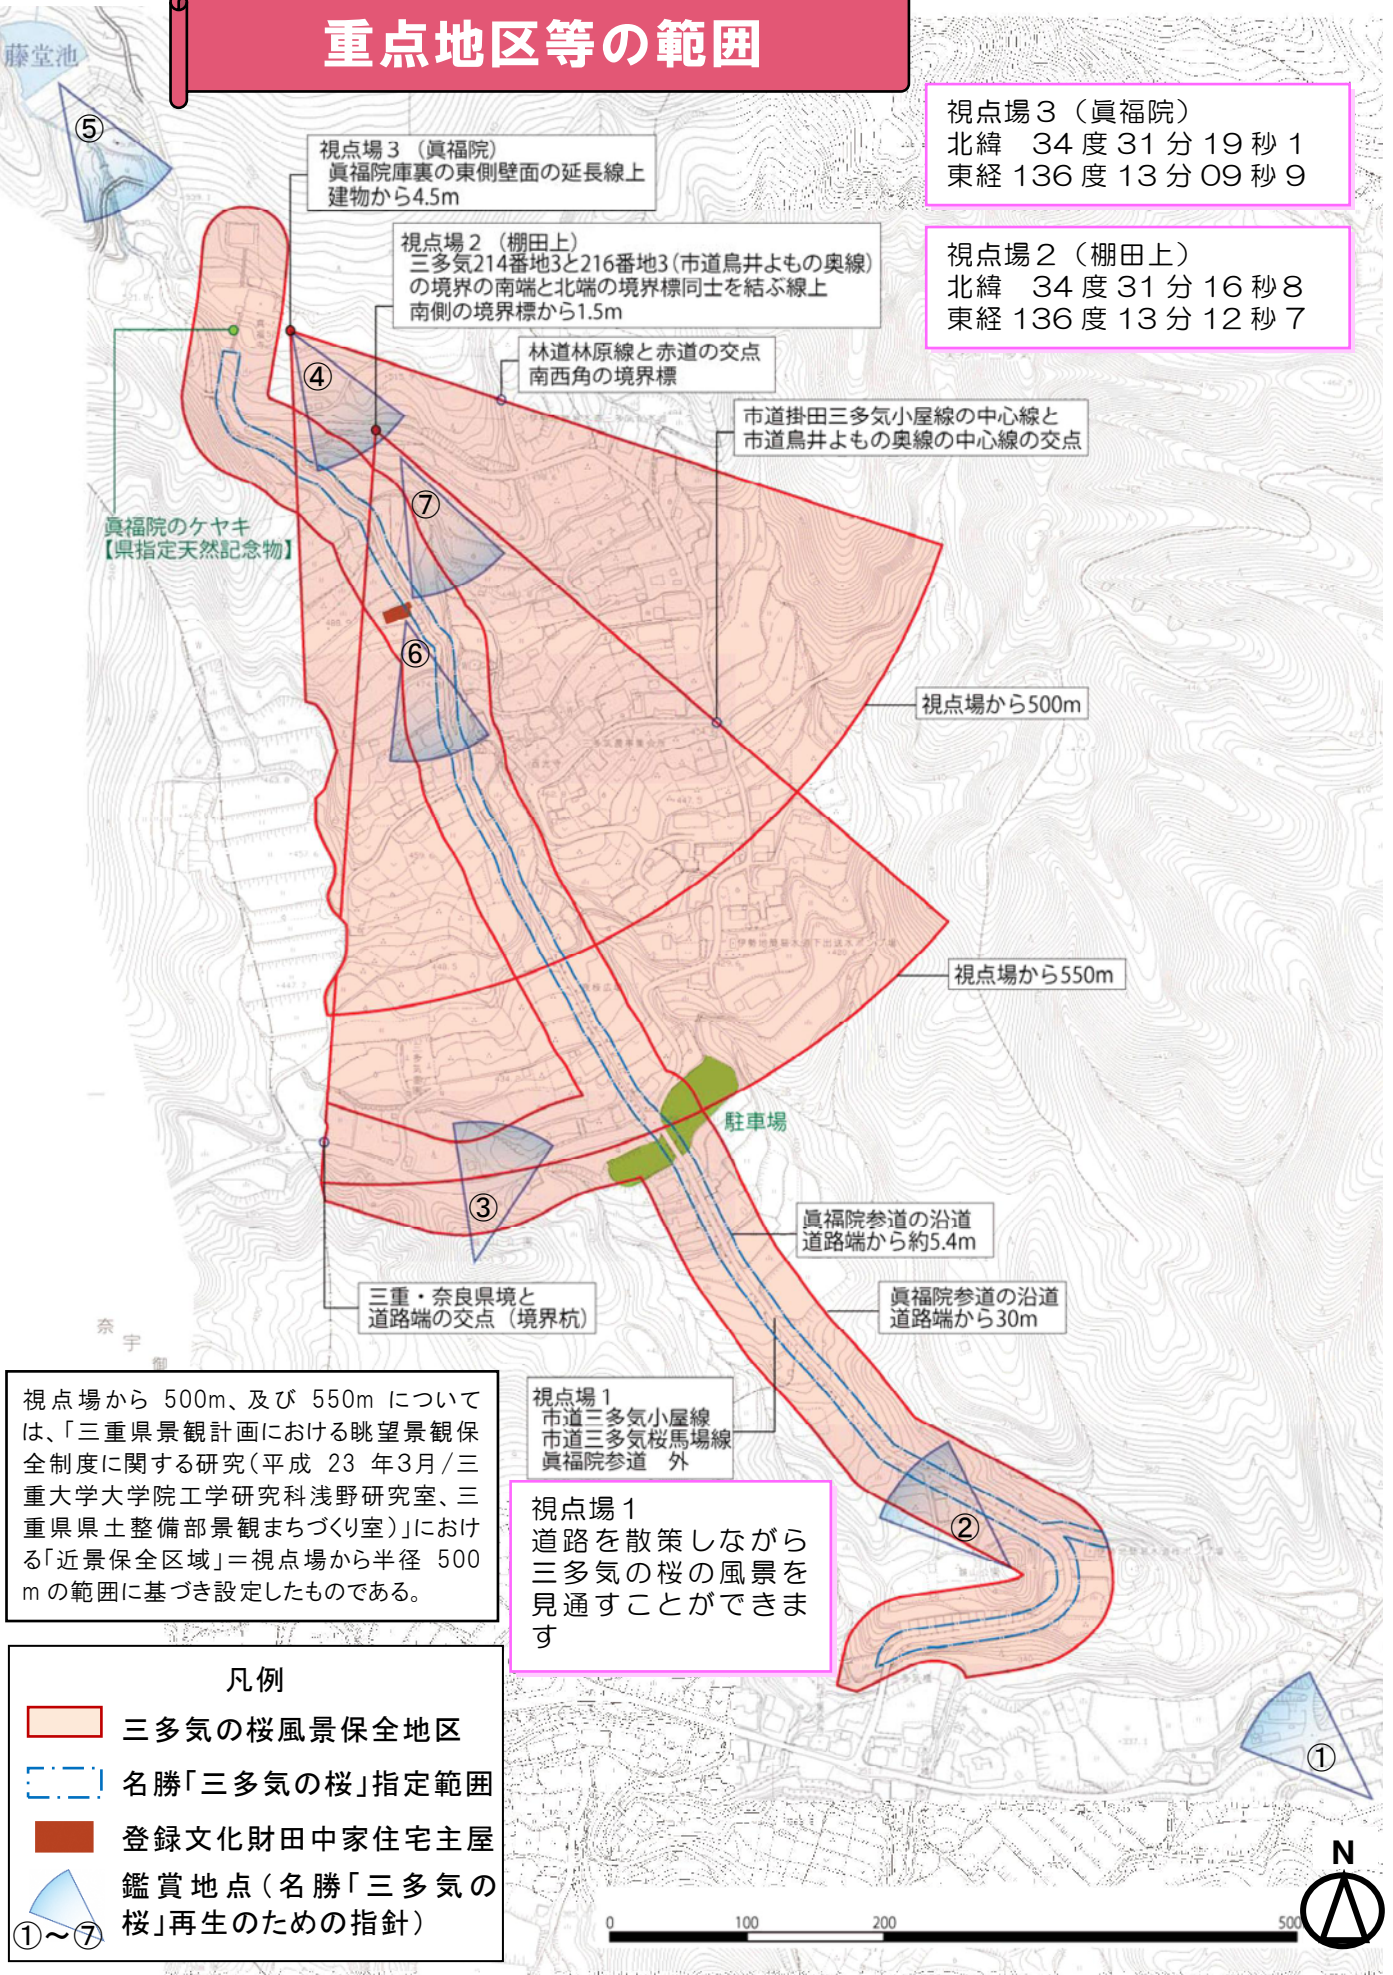 重点地区等の範囲
藤堂池
⑤
視点場３（眞福院）
北緯　34 度 31 分 19 秒 1
東経 136 度 13 分 09 秒 9
視点場２（棚田上）
北緯　34 度 31 分 16 秒 8
東経 136 度 13 分 12 秒 7
視点場３（眞福院）
眞福院庫裏の東側壁面の延長線上
建物から4.5m
視点場２（棚田上）
三多気214番地3と216番地3(市道鳥井よもの奥線)
の境界の南端と北端の境界標同士を結ぶ線上
南側の境界標から1.5m
林道林原線と赤道の交点
南西角の境界標
④
市道掛田三多気小屋線の中心線と
市道鳥井よもの奥線の中心線の交点
⑦
眞福院のケヤキ
【県指定天然記念物】
⑥
視点場から500m
視点場から550m
駐車場
③
眞福院参道の沿道
道路端から約5.4m
三重・奈良県境と
道路端の交点（境界杭）
眞福院参道の沿道
道路端から30m
奈
宇
御
視点場１
市道三多気小屋線
市道三多気桜馬場線
眞福院参道　外
視点場から 500m、及び 550m について
は、「三重県景観計画における眺望景観保
全制度に関する研究（平成 23 年3月/三
重大学大学院工学研究科浅野研究室、三
重県県土整備部景観まちづくり室）」におけ
る「近景保全区域」＝視点場から半径 500
m の範囲に基づき設定したものである。
視点場１
道路を散策しながら
三多気の桜の風景を
見通すことができま
す
②
①
凡例
三多気の桜風景保全地区
名勝「三多気の桜」指定範囲
登録文化財田中家住宅主屋
鑑賞地点（名勝「三多気の
桜」再生のための指針）
①～⑦
N
0 100 200 500